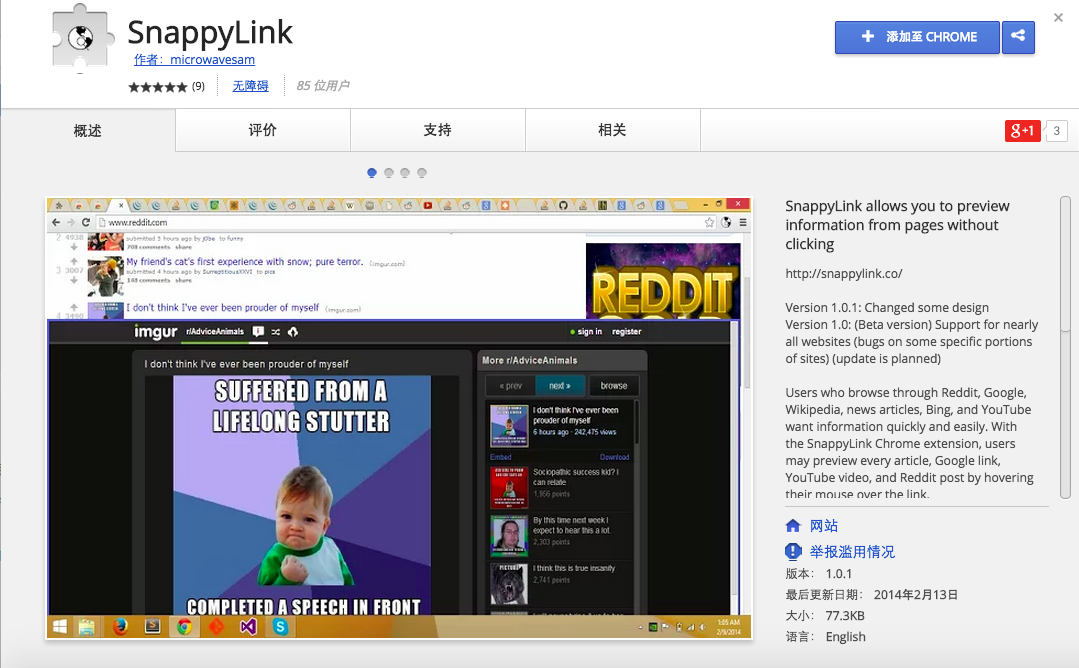 SnappyLink
作者：microwavesam
(9)
无障碍
85 位用户
添加至 CHROME
概述
评价
支持
相关
g+1
3
www.reddit.com
2 4938
submitted 3 hours ago by j0be to funny
708 comments share
3 3007
My friend's cat's first experience with snow; pure terror. (imgur.com)
submitted 4 hours ago by SurreptitiousXXVI to pics
148 comments share
I don't think I've ever been prouder of myself (imgur.com)
3490
REDDIT
imgur
r/AdviceAnimals
sign in
register
I don't think I've ever been prouder of myself
SUFFERED FROM A
LIFELONG STUTTER
COMPLETED A SPEECH IN FRONT
More r/AdviceAnimals
« prev
next »
browse
I don't think I've ever been
prouder of myself
6 hours ago · 242,475 views
Embed
Download
Sociopathic success kid? I
can relate
1,956 points
By this time next week I
expect to hear this a lot.
2,303 points
I think this is true insanity
2,741 points
1:05 AM
2/9/2014
SnappyLink allows you to preview
information from pages without
clicking
http://snappylink.co/
Version 1.0.1: Changed some design
Version 1.0: (Beta version) Support for nearly
all websites (bugs on some specific portions
of sites) (update is planned)
Users who browse through Reddit, Google,
Wikipedia, news articles, Bing, and YouTube
want information quickly and easily. With
the SnappyLink Chrome extension, users
may preview every article, Google link,
YouTube video, and Reddit post by hovering
their mouse over the link.
网站
举报滥用情况
版本： 1.0.1
最后更新日期： 2014年2月13日
大小： 77.3KB
语言： English